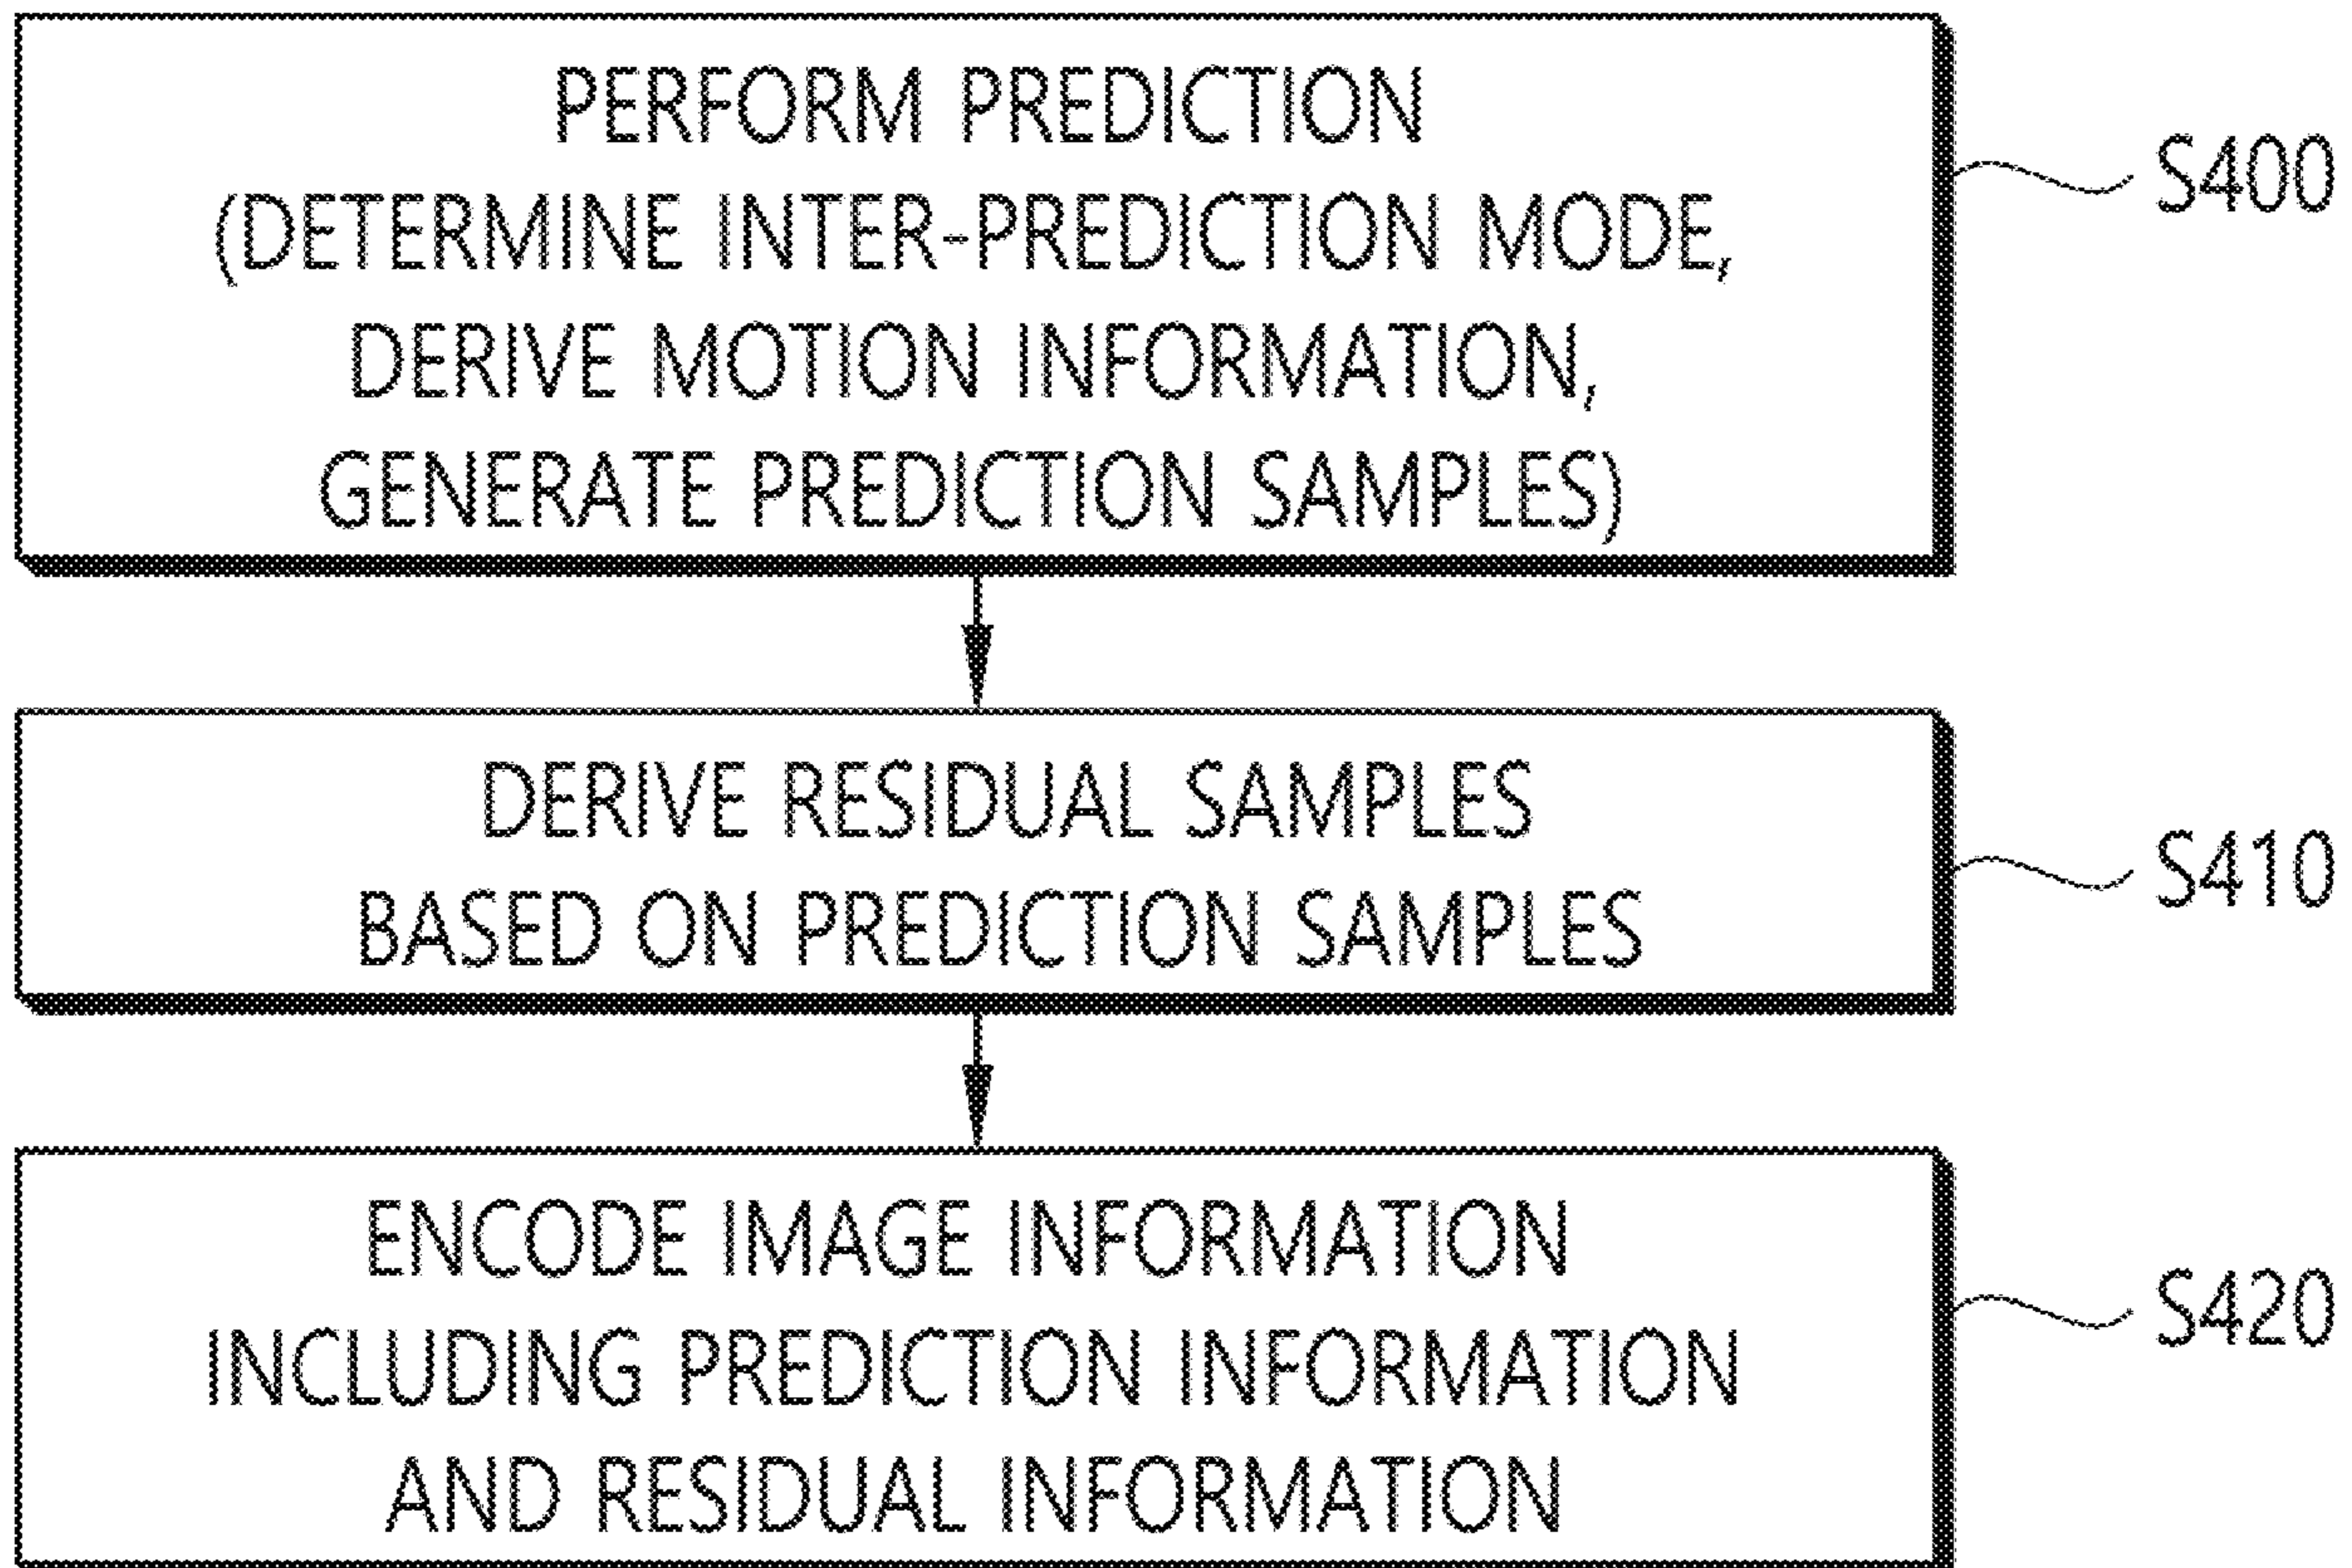 PERFORM PREDICTION
(DETERMINE INTER-PREDICTION MODE,
DERIVE MOTION INFORMATION,
GENERATE PREDICTION SAMPLES)
S400
DERIVE RESIDUAL SAMPLES
BASED ON PREDICTION SAMPLES
S410
ENCODE IMAGE INFORMATION
INCLUDING PREDICTION INFORMATION
AND RESIDUAL INFORMATION
S420